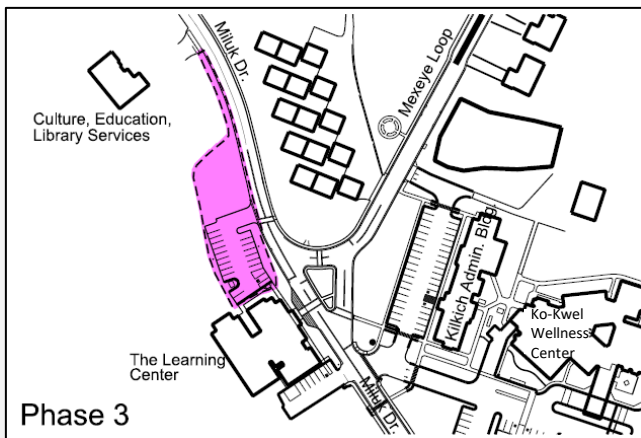 Miluk Dr.
Mexeye Loop
Culture, Education,
Library Services
Kilkich Admin. Bldg.
Ko-Kwel
Wellness
Center
The Learning
Center
Miluk Dr.
Phase 3